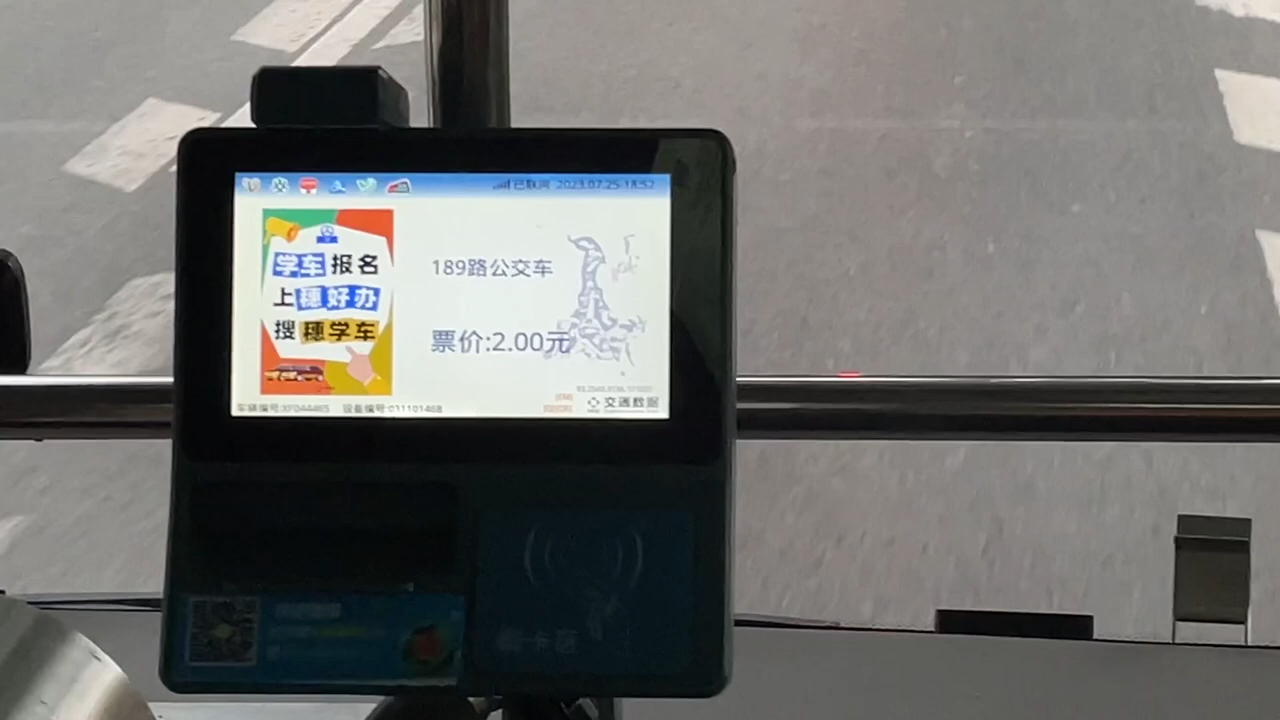 已联网 2023.07.25 18:52
学车报名
上穗好办
搜穗学车
189路公交车
票价:2.00元
车辆编号:XF044465 设备编号:011101468
交通数据